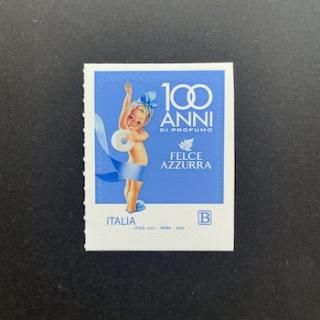 100
ANNI
DI PROFUMO
FELCE
AZZURRA
ITALIA
B